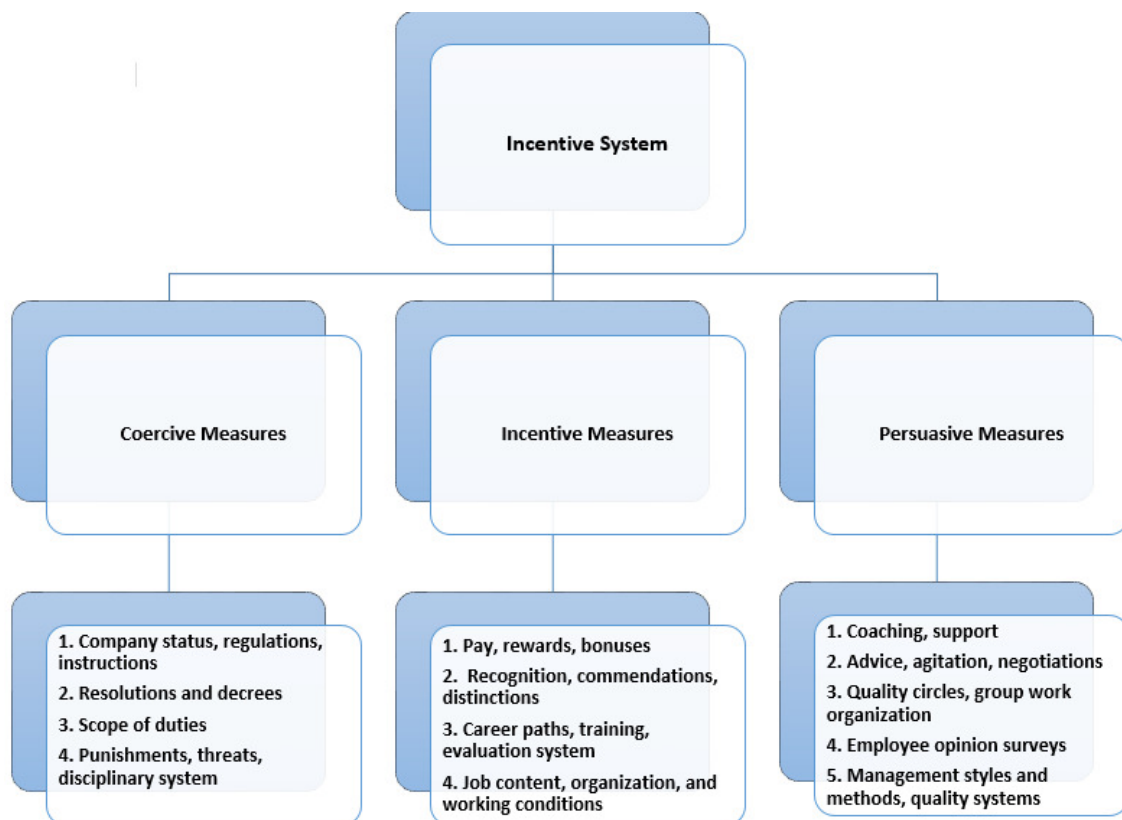 Incentive System
Coercive Measures
Incentive Measures
Persuasive Measures
1. Company status, regulations,
instructions
2. Resolutions and decrees
3. Scope of duties
4. Punishments, threats,
disciplinary system
1. Pay, rewards, bonuses
2. Recognition, commendations,
distinctions
3. Career paths, training,
evaluation system
4. Job content, organization, and
working conditions
1. Coaching, support
2. Advice, agitation, negotiations
3. Quality circles, group work
organization
4. Employee opinion surveys
5. Management styles and
methods, quality systems